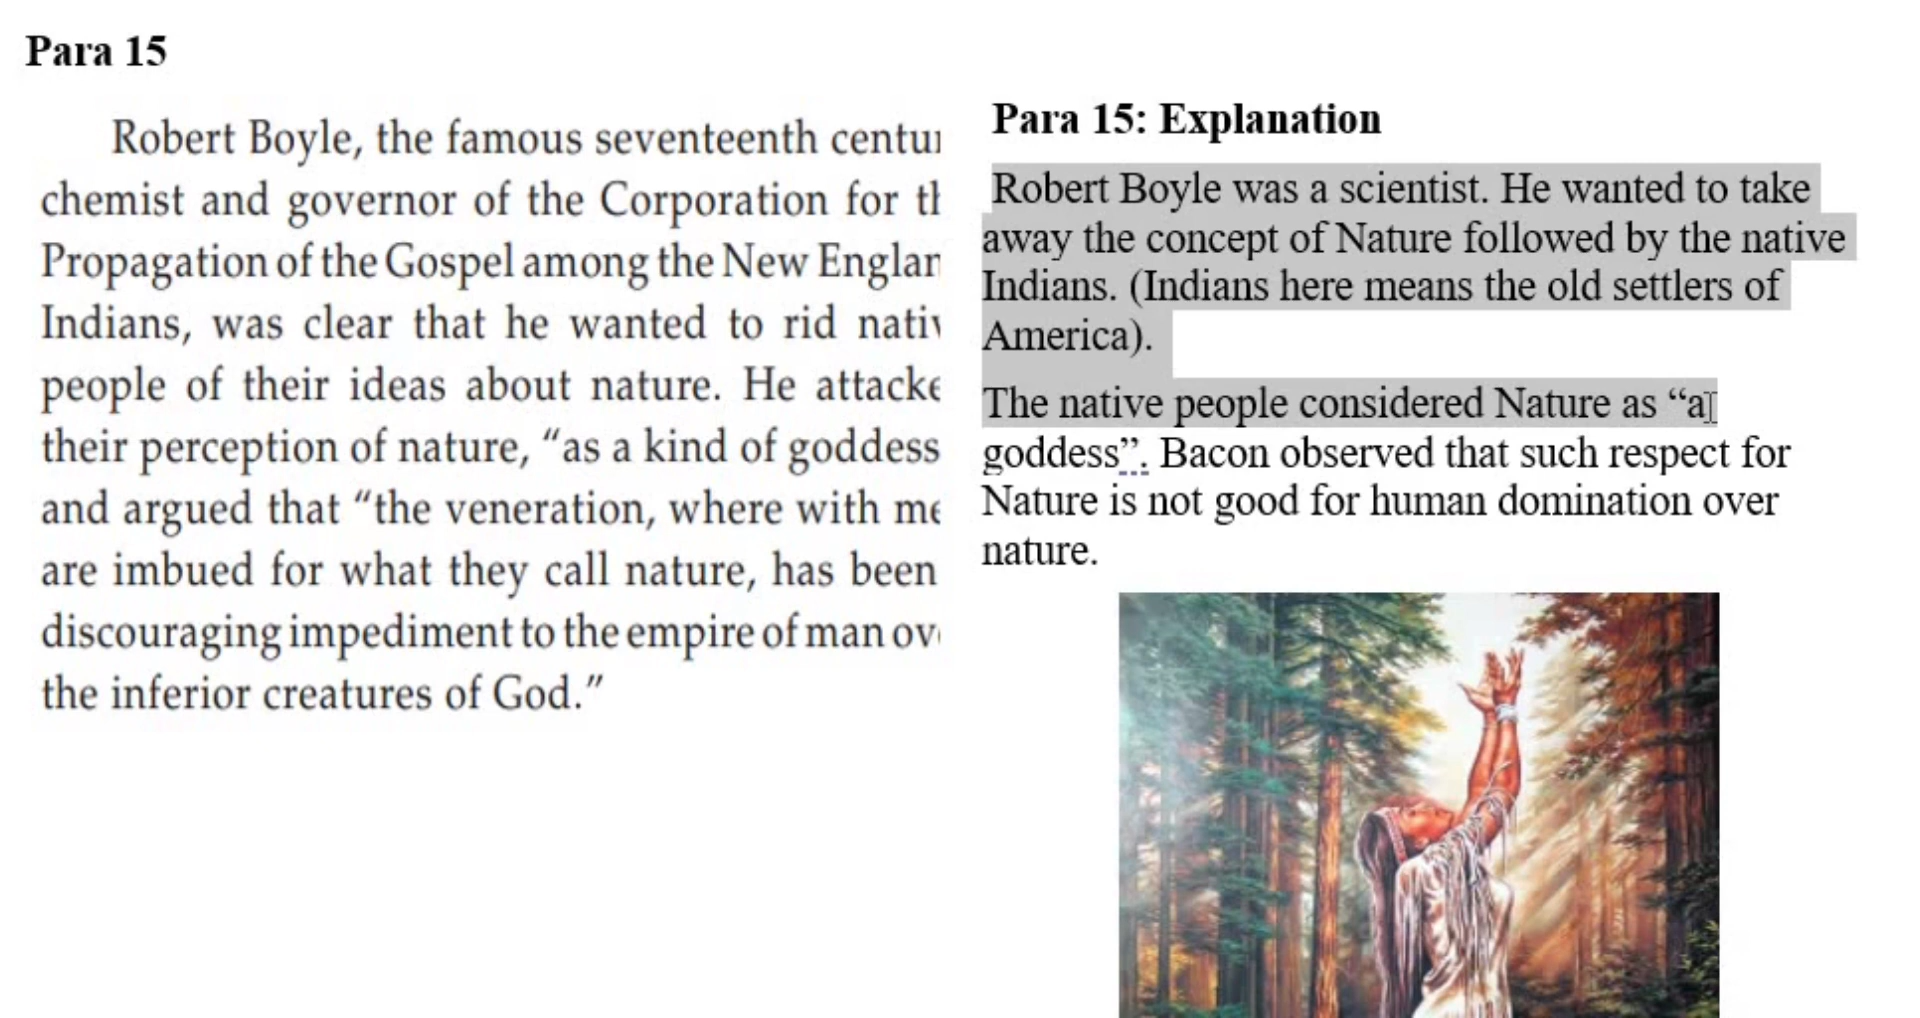 Para 15
Robert Boyle, the famous seventeenth
chemist and governor of the Corporation for
Propagation of the Gospel among the New
Indians, was clear that he wanted to rid
people of their ideas about nature. He
their perception of nature, “as a kind of goddess
and argued that “the veneration, where with
are imbued for what they call nature, has been
discouraging impediment to the empire of man
the inferior creatures of God.”
Para 15: Explanation
Robert Boyle was a scientist. He wanted to take
away the concept of Nature followed by the native
Indians. (Indians here means the old settlers of
America).
The native people considered Nature as “a
goddess”. Bacon observed that such respect for
Nature is not good for human domination over
nature.